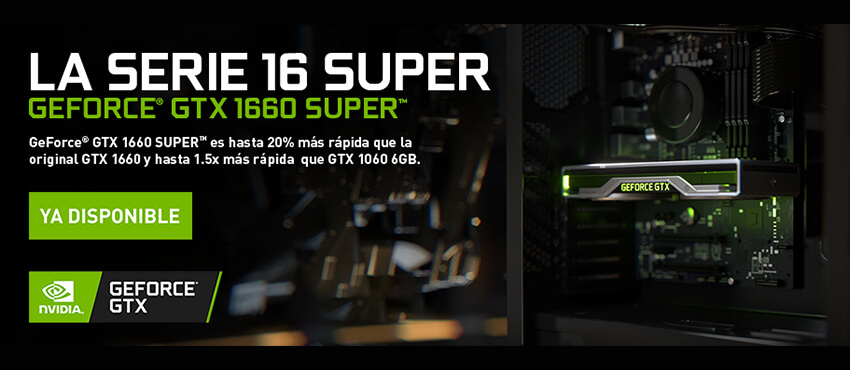 LA SERIE 16 SUPER
GEFORCE® GTX 1660 SUPER™
GeForce® GTX 1660 SUPER™ es hasta 20% más rápida que la
original GTX 1660 y hasta 1.5x más rápida que GTX 1060 6GB.
GEFORCE GTX
YA DISPONIBLE
NVIDIA.
GEFORCE®
GTX